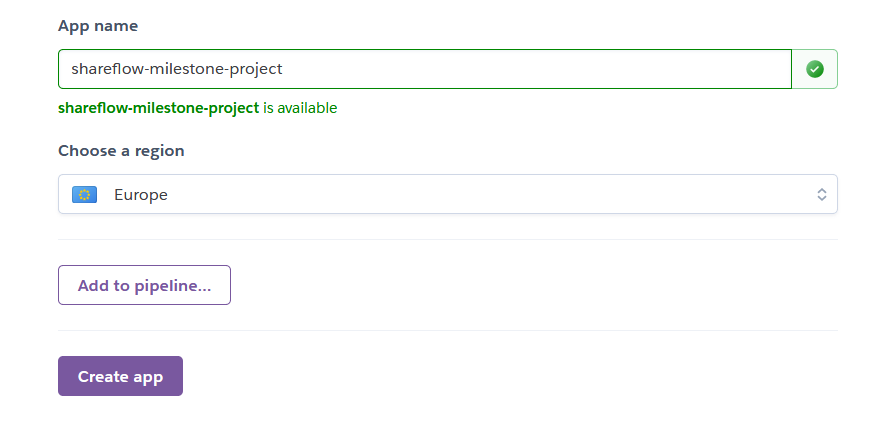 App name
shareflow-milestone-project
shareflow-milestone-project is available
Choose a region
Europe
Add to pipeline...
Create app